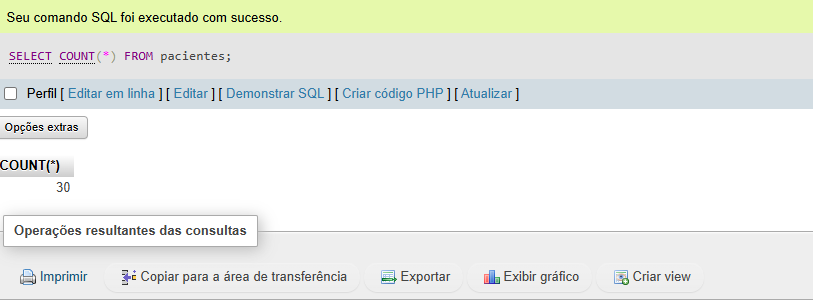 Seu comando SQL foi executado com sucesso.
SELECT COUNT(*) FROM pacientes;
Perfil [ Editar em linha ] [ Editar ] [ Demonstrar SQL ] [ Criar código PHP ] [ Atualizar ]
Opções extras
COUNT(*)
30
Operações resultantes das consultas
Imprimir Copiar para a área de transferência Exportar Exibir gráfico Criar view